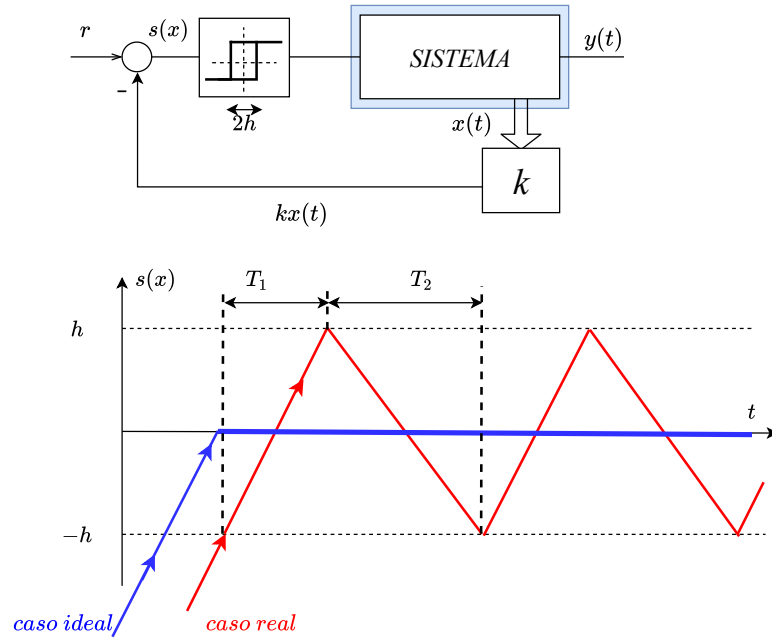 r
s(x)
SISTEMA
y(t)
−
2h
x(t)
k
kx(t)
s(x)
T₁
T₂
h
t
−h
caso ideal
caso real